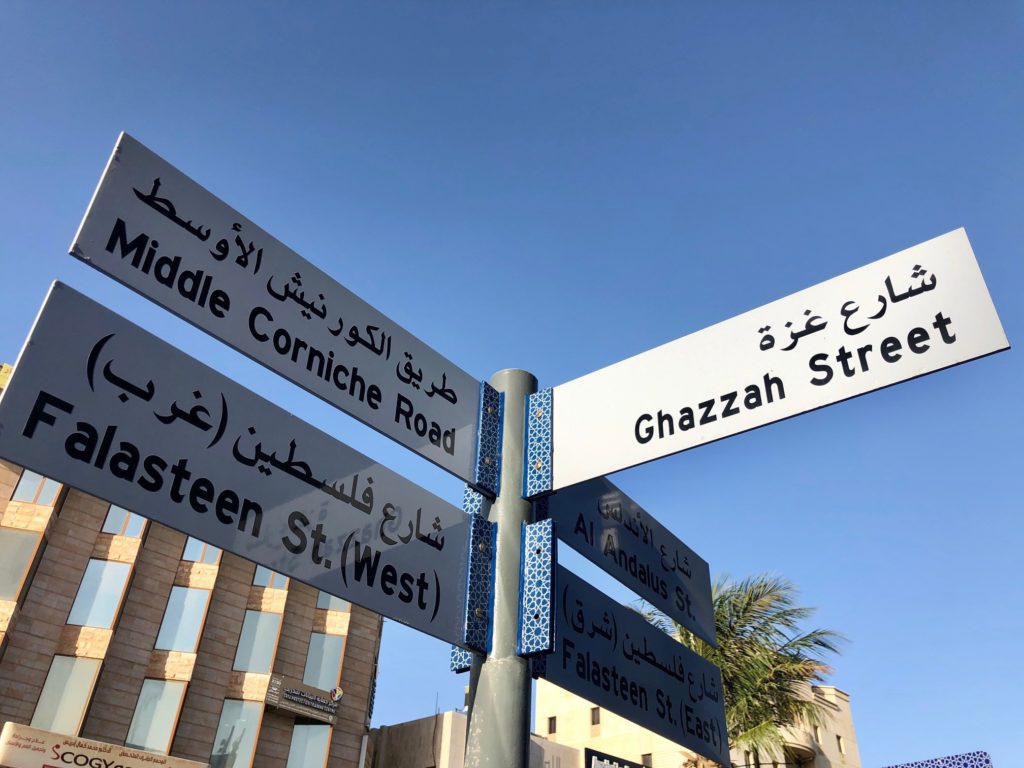 طريق الكورنيش الأوسط
Middle Corniche Road
شارع فلسطين (غرب)
Falasteen St. (West)
شارع غزة
Ghazzah Street
شارع الأندلس
Al Andalus St.
شارع فلسطين (شرق)
Falasteen St. (East)